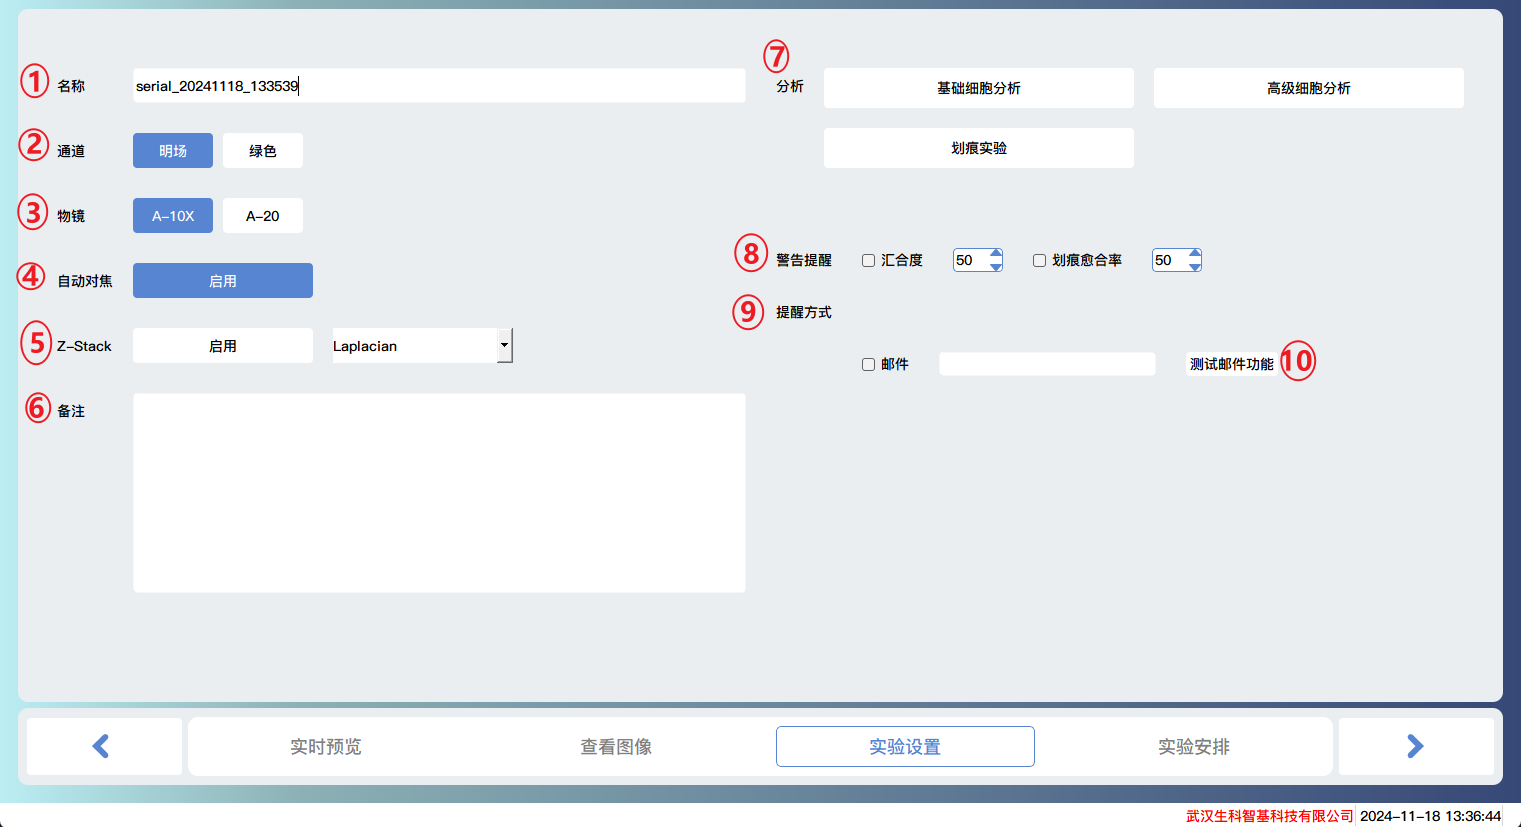 ① 名称 serial_20241118_133539
② 通道 明场 绿色
③ 物镜 A-10X A-20
④ 自动对焦 启用
⑤ Z-Stack 启用 Laplacian
⑥ 备注
⑦ 分析 基础细胞分析 高级细胞分析
划痕实验
⑧ 警告提醒 汇合度 50 划痕愈合率 50
⑨ 提醒方式
邮件 测试邮件功能 ⑩
实时预览 查看图像 实验设置 实验安排
武汉生科智基科技有限公司 2024-11-18 13:36:44